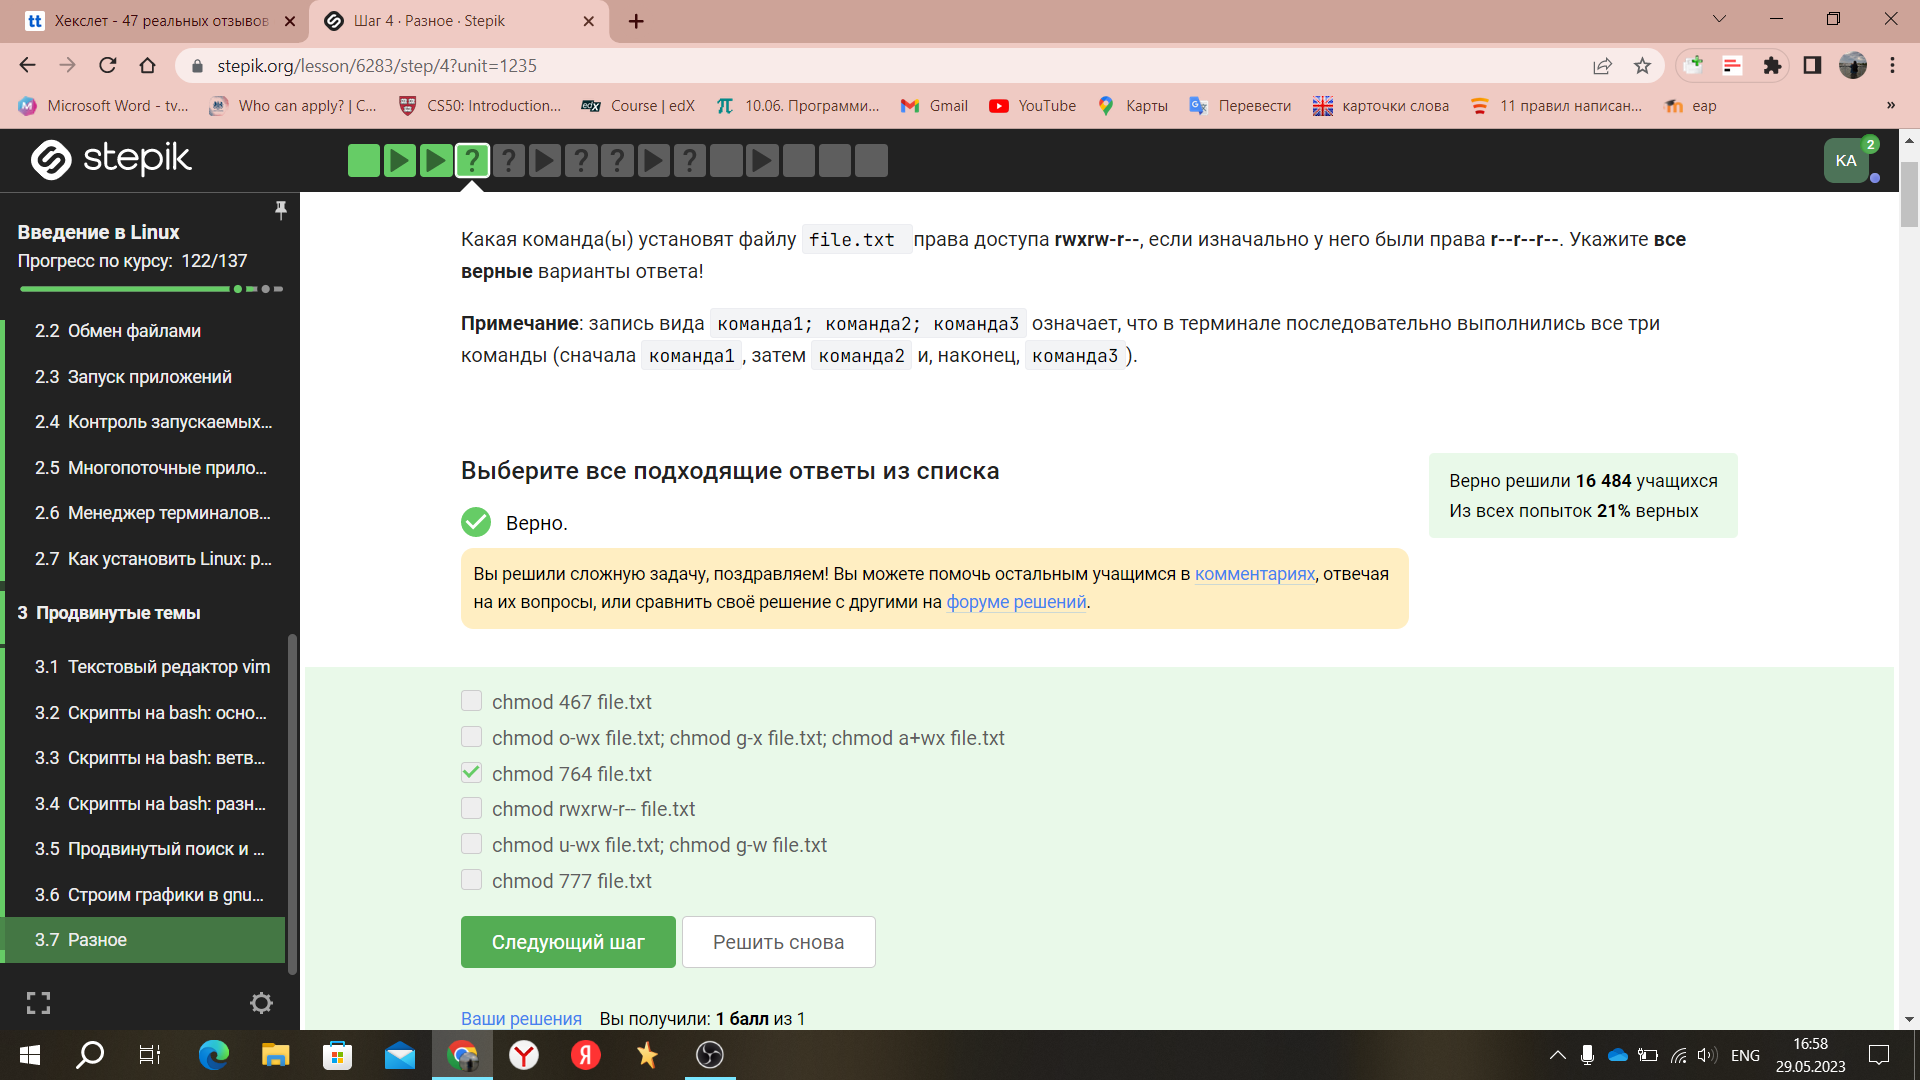 Хекслет - 47 реальных отзывов
Шаг 4 · Разное · Stepik
stepik.org/lesson/6283/step/4?unit=1235
Microsoft Word - tv...
Who can apply? | C...
CS50: Introduction...
Course | edX
10.06. Программи...
Gmail
YouTube
Карты
Перевести
карточки слова
11 правил написан...
eap
»
stepik
KA
2
Введение в Linux
Прогресс по курсу: 122/137
2.2 Обмен файлами
2.3 Запуск приложений
2.4 Контроль запускаемых...
2.5 Многопоточные прило...
2.6 Менеджер терминалов...
2.7 Как установить Linux: р...
3 Продвинутые темы
3.1 Текстовый редактор vim
3.2 Скрипты на bash: осно...
3.3 Скрипты на bash: ветв...
3.4 Скрипты на bash: разн...
3.5 Продвинутый поиск и ...
3.6 Строим графики в gnu...
3.7 Разное
Какая команда(ы) установят файлу file.txt права доступа rwxrw-r--, если изначально у него были права r--r--r--. Укажите все
верные варианты ответа!
Примечание: запись вида команда1; команда2; команда3 означает, что в терминале последовательно выполнились все три
команды (сначала команда1, затем команда2 и, наконец, команда3).
Выберите все подходящие ответы из списка
Верно.
Верно решили 16 484 учащихся
Из всех попыток 21% верных
Вы решили сложную задачу, поздравляем! Вы можете помочь остальным учащимся в комментариях, отвечая
на их вопросы, или сравнить своё решение с другими на форуме решений.
chmod 467 file.txt
chmod o-wx file.txt; chmod g-x file.txt; chmod a+wx file.txt
chmod 764 file.txt
chmod rwxrw-r-- file.txt
chmod u-wx file.txt; chmod g-w file.txt
chmod 777 file.txt
Следующий шаг
Решить снова
Ваши решения Вы получили: 1 балл из 1
ENG
16:58
29.05.2023